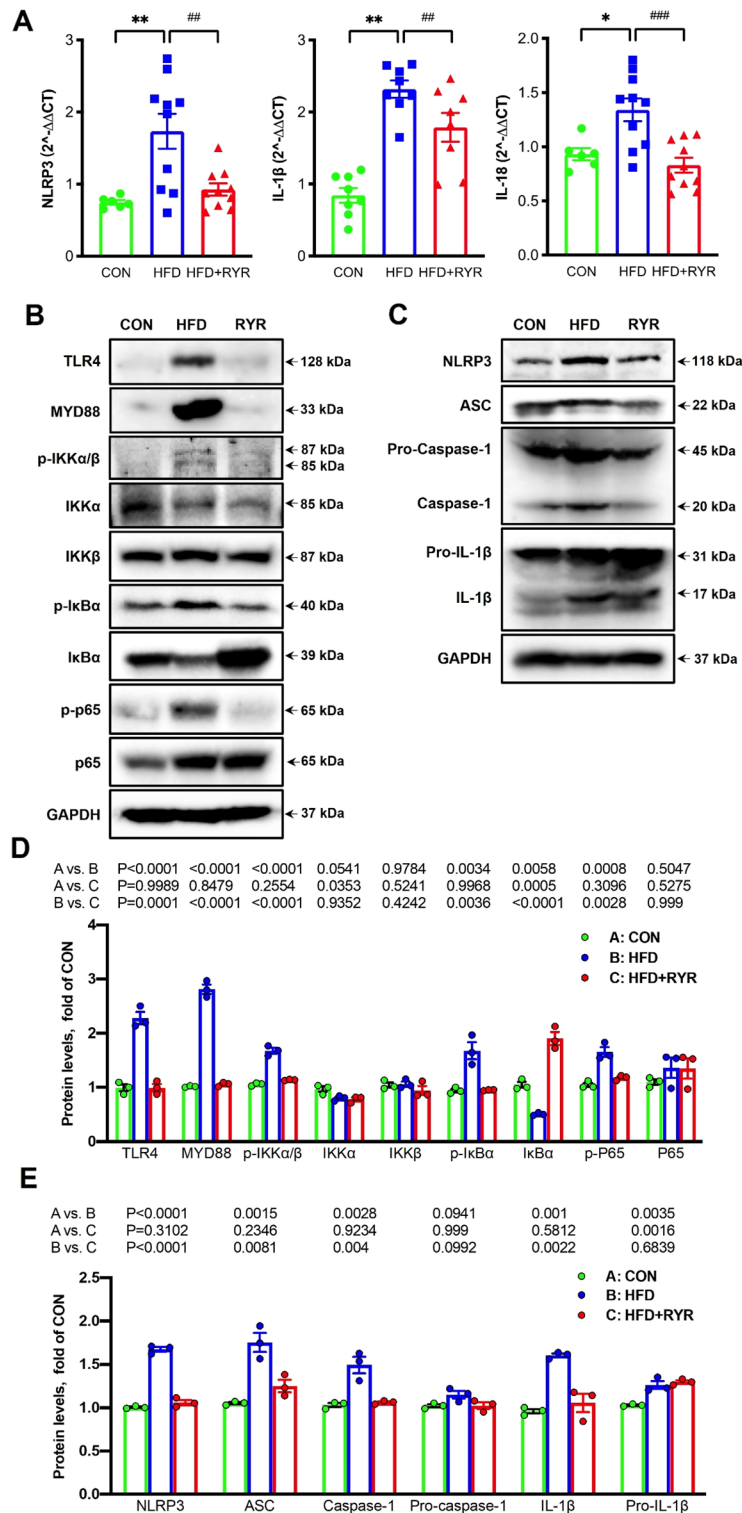 A
** ##
** ##
* ###
NLRP3 (2^-ΔΔCT)
3
2
1
0
CON HFD HFD+RYR
IL-1β (2^-ΔΔCT)
3
2
1
0
CON HFD HFD+RYR
IL-18 (2^-ΔΔCT)
2.0
1.5
1.0
0.5
0.0
CON HFD HFD+RYR
B
CON HFD RYR
TLR4 ←128 kDa
MYD88 ←33 kDa
p-IKKα/β ←87 kDa
←85 kDa
IKKα ←85 kDa
IKKβ ←87 kDa
p-IκBα ←40 kDa
IκBα ←39 kDa
p-p65 ←65 kDa
p65 ←65 kDa
GAPDH ←37 kDa
C
CON HFD RYR
NLRP3 ←118 kDa
ASC ←22 kDa
Pro-Caspase-1 ←45 kDa
Caspase-1 ←20 kDa
Pro-IL-1β ←31 kDa
IL-1β ←17 kDa
GAPDH ←37 kDa
D
A vs. B P<0.0001 <0.0001 <0.0001 0.0541 0.9784 0.0034 0.0058 0.0008 0.5047
A vs. C P=0.9989 0.8479 0.2554 0.0353 0.5241 0.9968 0.0005 0.3096 0.5275
B vs. C P=0.0001 <0.0001 <0.0001 0.9352 0.4242 0.0036 <0.0001 0.0028 0.999
Protein levels, fold of CON
4
3
2
1
0
A: CON
B: HFD
C: HFD+RYR
TLR4 MYD88 p-IKKα/β IKKα IKKβ p-IκBα IκBα p-P65 P65
E
A vs. B P<0.0001 0.0015 0.0028 0.0941 0.001 0.0035
A vs. C P=0.3102 0.2346 0.9234 0.999 0.5812 0.0016
B vs. C P<0.0001 0.0081 0.004 0.0992 0.0022 0.6839
Protein levels, fold of CON
2.5
2.0
1.5
1.0
0.5
0.0
A: CON
B: HFD
C: HFD+RYR
NLRP3 ASC Caspase-1 Pro-caspase-1 IL-1β Pro-IL-1β